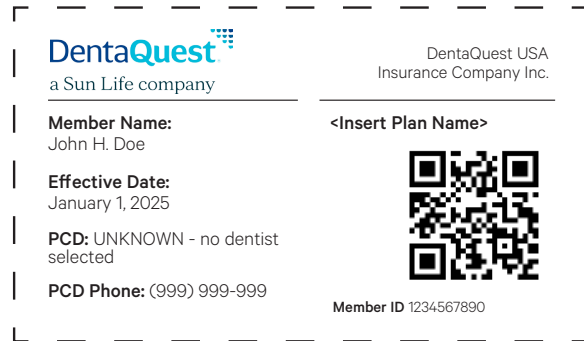 DentaQuest
a Sun Life company
DentaQuest USA
Insurance Company Inc.
Member Name:
John H. Doe
Effective Date:
January 1, 2025
PCD: UNKNOWN - no dentist
selected
PCD Phone: (999) 999-999
<Insert Plan Name>
Member ID 1234567890